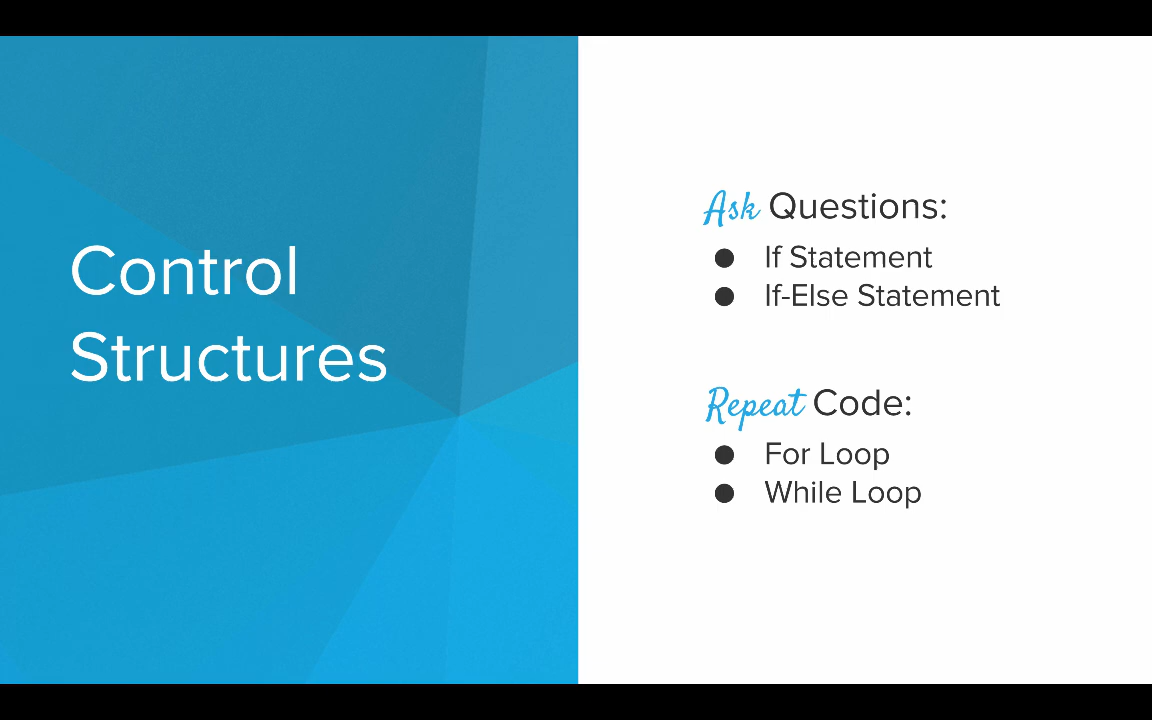 Control
Structures
Ask Questions:
● If Statement
● If-Else Statement
Repeat Code:
● For Loop
● While Loop